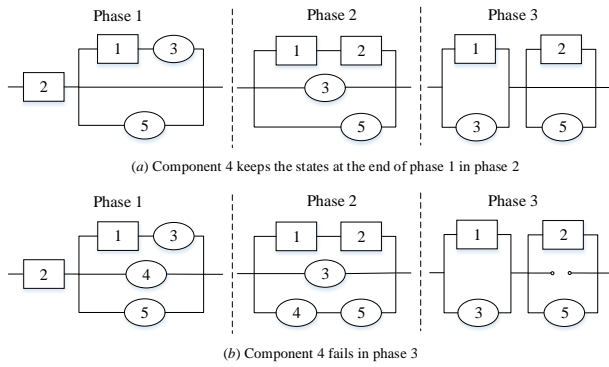 Phase 1 Phase 2 Phase 3
1 3 1 2 1 2
2 3
5 5 3 5
(a) Component 4 keeps the states at the end of phase 1 in phase 2
Phase 1 Phase 2 Phase 3
1 3 1 2 1 2
2 4 3
5 4 5 3 5
(b) Component 4 fails in phase 3